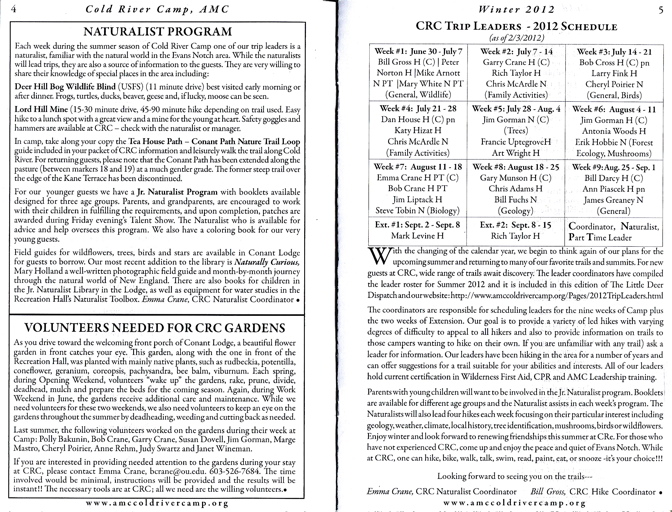 4
Cold River Camp, AMC
NATURALIST PROGRAM
Each week during the summer season of Cold River Camp one of our trip leaders is a
naturalist, familiar with the natural world in the Evans Notch area. While the naturalists
will lead trips, they are also a source of information to the guests. They are very willing to
share their knowledge of special places in the area including:
Deer Hill Bog Wildlife Blind (USFS) (11 minute drive) best visited early morning or
after dinner. Frogs, turtles, ducks, beaver, geese and, if lucky, moose can be seen.
Lord Hill Mine (15-30 minute drive, 45-90 minute hike depending on trail used. Easy
hike to a lunch spot with a great view and a mine for the young at heart. Safety goggles and
hammers are available at CRC – check with the naturalist or manager.
In camp, take along your copy the Tea House Path – Conant Path Nature Trail Loop
guide included in your packet of CRC information and leisurely walk the trail along Cold
River. For returning guests, please note that the Conant Path has been extended along the
pasture (between markers 18 and 19) at a much gentler grade. The former steep trail over
the edge of the Kane Terrace has been discontinued.
For our younger guests we have a Jr. Naturalist Program with booklets available
designed for three age groups. Parents, and grandparents, are encouraged to work
with their children in fulfilling the requirements, and upon completion, patches are
awarded during Friday evening's Talent Show. The Naturalist who is available for
advice and help oversees this program. We also have a coloring book for our very
young guests.
Field guides for wildflowers, trees, birds and stars are available in Conant Lodge
for guests to borrow. Our most recent addition to the library is Naturally Curious,
Mary Holland a well-written photographic field guide and month-by-month journey
through the natural world of New England. There are also books for children in
the Jr. Naturalist Library in the Lodge, as well as equipment for water studies in the
Recreation Hall's Naturalist Toolbox. Emma Crane, CRC Naturalist Coordinator •
VOLUNTEERS NEEDED FOR CRC GARDENS
As you drive toward the welcoming front porch of Conant Lodge, a beautiful flower
garden in front catches your eye. This garden, along with the one in front of the
Recreation Hall, was planted with mainly native plants, such as rudbeckia, potentilla,
coneflower, geranium, coreopsis, pachysandra, bee balm, viburnum. Each spring,
during Opening Weekend, volunteers "wake up" the gardens, rake, prune, divide,
deadhead, mulch and prepare the beds for the coming season. Again, during Work
Weekend in June, the gardens receive additional care and maintenance. While we
need volunteers for these two weekends, we also need volunteers to keep an eye on the
gardens throughout the summer by deadheading, weeding and cutting back as needed.
Last summer, the following volunteers worked on the gardens during their week at
Camp: Polly Bakunin, Bob Crane, Garry Crane, Susan Dovell, Jim Gorman, Marge
Mastro, Cheryl Poirier, Anne Rehm, Judy Swartz and Janet Wineman.
If you are interested in providing needed attention to the gardens during your stay
at CRC, please contact Emma Crane, bcrane@ou.edu. 603-526-7684. The time
involved would be minimal, instructions will be provided and the results will be
instant!! The necessary tools are at CRC; all we need are the willing volunteers.•
www.amccoldrivercamp.org
Winter 2012
5
CRC TRIP LEADERS - 2012 SCHEDULE
(as of 2/3/2012)
Week #1: June 30 - July 7
Bill Gross H (C) | Peter
Norton H |Mike Arnott
N PT |Mary White N PT
(General, Wildlife)
Week #2: July 7 - 14
Garry Crane H (C)
Rich Taylor H
Chris McArdle N
(Family Activities)
Week #3: July 14 - 21
Bob Cross H (C) pn
Larry Fink H
Cheryl Poirier N
(General, Birds)
Week #4: July 21 - 28
Dan House H (C) pn
Katy Hizat H
Chris McArdle N
(Family Activities)
Week #5: July 28 - Aug. 4
Jim Gorman N (C)
(Trees)
Francie UptegroveH
Art Wright H
Week #6: August 4 - 11
Jim Gorman H (C)
Antonia Woods H
Erik Hobbie N (Forest
Ecology, Mushrooms)
Week #7: August 11 - 18
Emma Crane H PT (C)
Bob Crane H PT
Jim Liptack H
Steve Tobin N (Biology)
Week #8: August 18 - 25
Gary Munson H (C)
Chris Adams H
Bill Fuchs N
(Geology)
Week #9: Aug. 25 - Sep. 1
Bill Darcy H (C)
Ann Piascek H pn
James Greaney N
(General)
Ext. #1: Sept. 2 - Sept. 8
Mark Levine H
Ext. #2: Sept. 8 - 15
Rich Taylor H
Coordinator, Naturalist,
Part Time Leader
With the changing of the calendar year, we begin to think again of our plans for the
upcoming summer and returning to many of our favorite trails and summits. For new
guests at CRC, wide range of trails await discovery. The leader coordinators have compiled
the leader roster for Summer 2012 and it is included in this edition of The Little Deer
Dispatch and our website: http://www.amccoldrivercamp.org/Pages/2012TripLeaders.html
The coordinators are responsible for scheduling leaders for the nine weeks of Camp plus
the two weeks of Extension. Our goal is to provide a variety of led hikes with varying
degrees of difficulty to appeal to all hikers and also to provide information on trails to
those campers wanting to hike on their own. If you are unfamiliar with any trail) ask a
leader for information. Our leaders have been hiking in the area for a number of years and
can offer suggestions for a trail suitable for your abilities and interests. All of our leaders
hold current certification in Wilderness First Aid, CPR and AMC Leadership training.
Parents with young children will want to be involved in the Jr. Naturalist program. Booklets
are available for different age groups and the Naturalist assists in each week's program. The
Naturalists will also lead four hikes each week focusing on their particular interest including
geology, weather, climate, local history, tree identification, mushrooms, birds or wildflowers.
Enjoy winter and look forward to renewing friendships this summer at CRe. For those who
have not experienced CRC, come up and enjoy the peace and quiet of Evans Notch. While
at CRC, one can hike, bike, walk, talk, swim, read, paint, eat, or snooze -it's your choice!!!
Looking forward to seeing you on the trails---
Emma Crane, CRC Naturalist Coordinator Bill Gross, CRC Hike Coordinator •
www.amccoldrivercamp.org